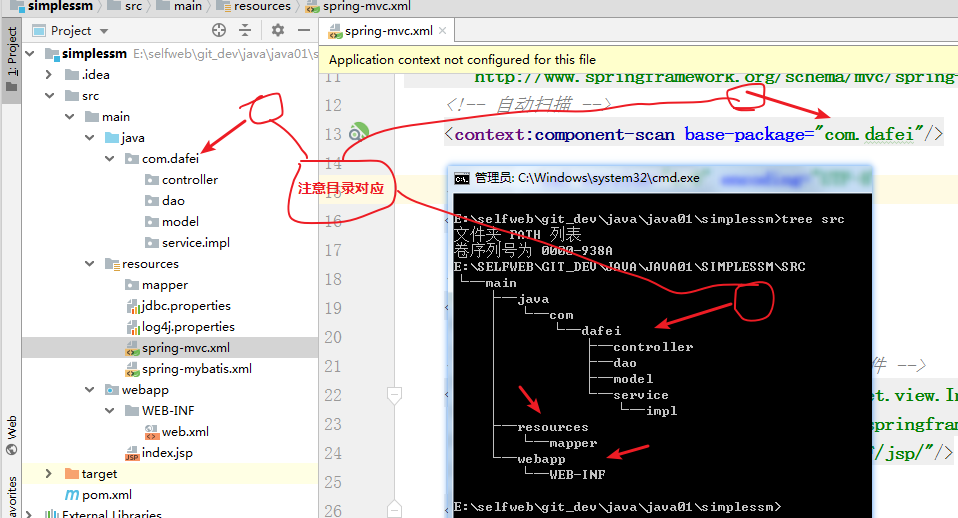 simplessm
src
main
resources
spring-mvc.xml
1: Project
Web
Project
simplessm E:\selfweb\git_dev\java\java01\s
.idea
src
main
java
com.dafei
controller
dao
model
service.impl
resources
mapper
jdbc.properties
log4j.properties
spring-mvc.xml
spring-mybatis.xml
webapp
WEB-INF
web.xml
index.jsp
target
pom.xml
External Libraries
注意目录对应
spring-mvc.xml
Application context not configured for this file
11 http://www.springframework.org/schema/mvc/spring-
12 <!-- 自动扫描 -->
13 <context:component-scan base-package="com.dafei"/>
14
15
16
17
18
19
20
21 件 -->
22 et.view.In
23 springfram
24 F/jsp/"/>
25
26
管理员: C:\Windows\system32\cmd.exe
E:\selfweb\git_dev\java\java01\simplessm>tree src
文件夹 PATH 列表
卷序列号为 0000-938A
E:\SELFWEB\GIT_DEV\JAVA\JAVA01\SIMPLESSM\SRC
└─main
├─java
└─com
└─dafei
├─controller
├─dao
├─model
└─service
└─impl
├─resources
└─mapper
└─webapp
└─WEB-INF
E:\selfweb\git_dev\java\java01\simplessm>